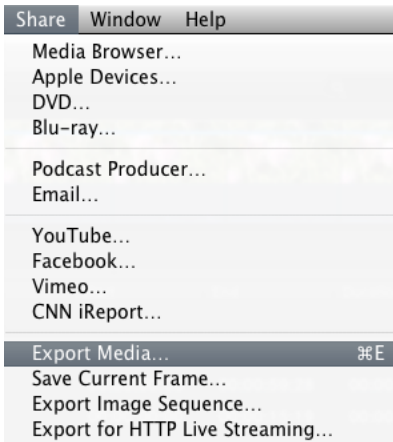 Share Window Help
Media Browser...
Apple Devices...
DVD...
Blu-ray...
Podcast Producer...
Email...
YouTube...
Facebook...
Vimeo...
CNN iReport...
Export Media... ⌘E
Save Current Frame...
Export Image Sequence...
Export for HTTP Live Streaming...